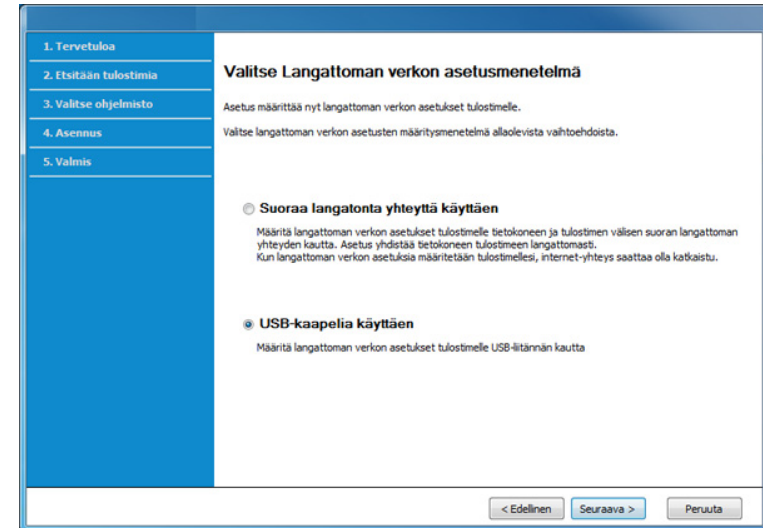 1. Tervetuloa
2. Etsitään tulostimia
3. Valitse ohjelmisto
4. Asennus
5. Valmis
Valitse Langattoman verkon asetusmenetelmä
Asetus määrittää nyt langattoman verkon asetukset tulostimelle.
Valitse langattoman verkon asetusten määritysmenetelmä allaolevista vaihtoehdoista.
Suoraa langatonta yhteyttä käyttäen
Määritä langattoman verkon asetukset tulostimelle tietokoneen ja tulostimen välisen suoran langattoman
yhteyden kautta. Asetus yhdistää tietokoneen tulostimeen langattomasti.
Kun langattoman verkon asetuksia määritetään tulostimellesi, internet-yhteys saattaa olla katkaistu.
USB-kaapelia käyttäen
Määritä langattoman verkon asetukset tulostimelle USB-liitännän kautta
< Edellinen Seuraava > Peruuta